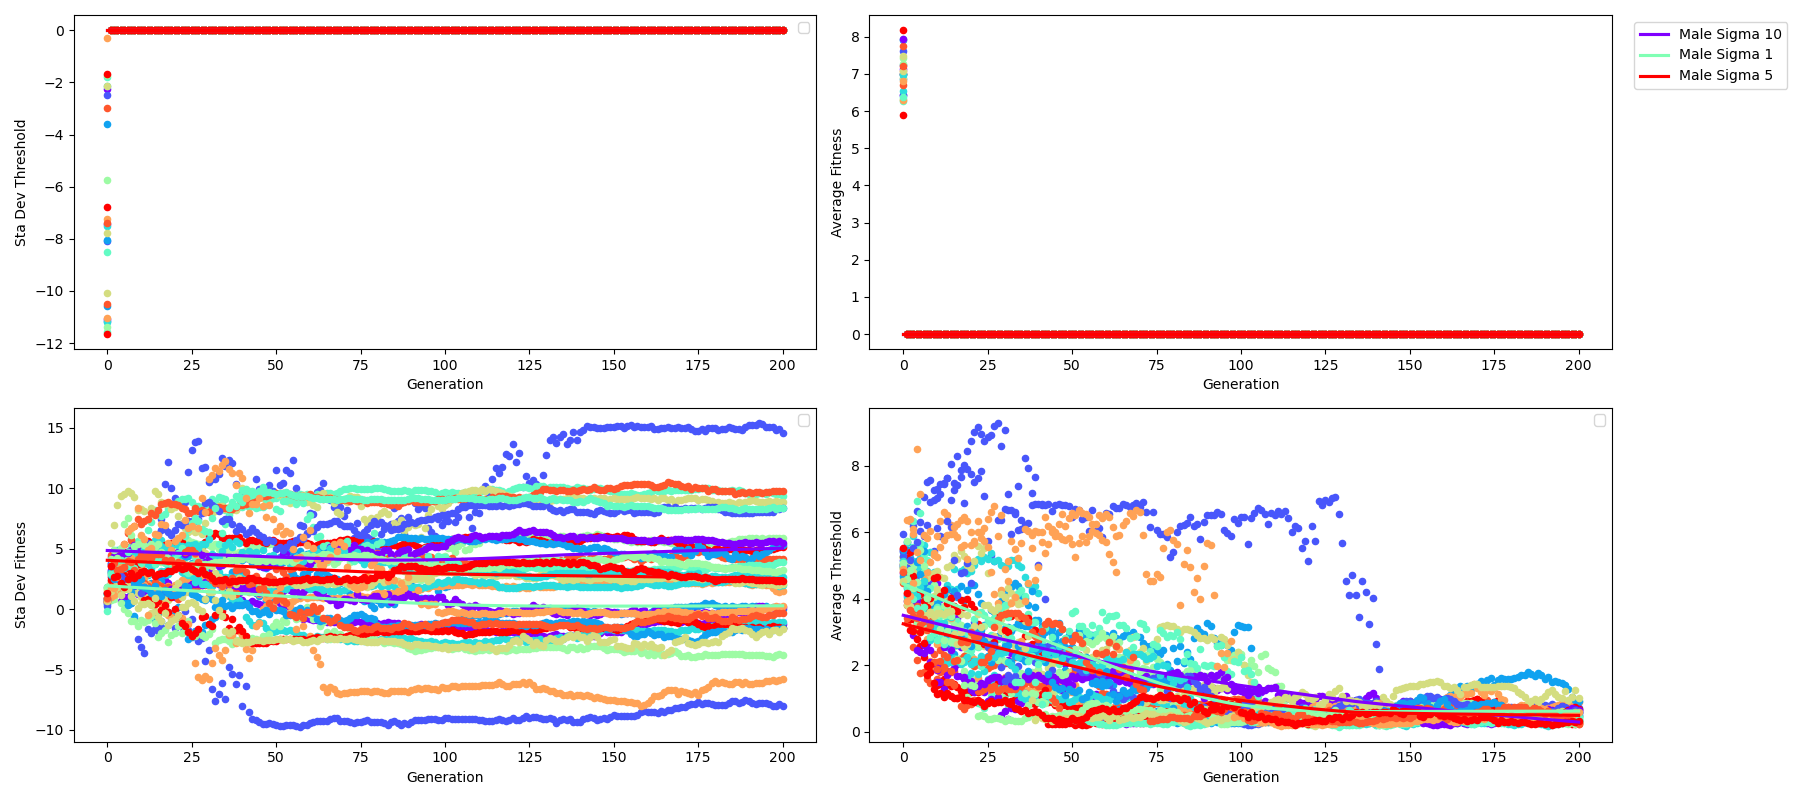 Sta Dev Threshold
0
−2
−4
−6
−8
−10
−12
0 25 50 75 100 125 150 175 200
Generation
Average Fitness
8
7
6
5
4
3
2
1
0
0 25 50 75 100 125 150 175 200
Generation
Male Sigma 10
Male Sigma 1
Male Sigma 5
Sta Dev Fitness
15
10
5
0
−5
−10
0 25 50 75 100 125 150 175 200
Generation
Average Threshold
8
6
4
2
0
0 25 50 75 100 125 150 175 200
Generation